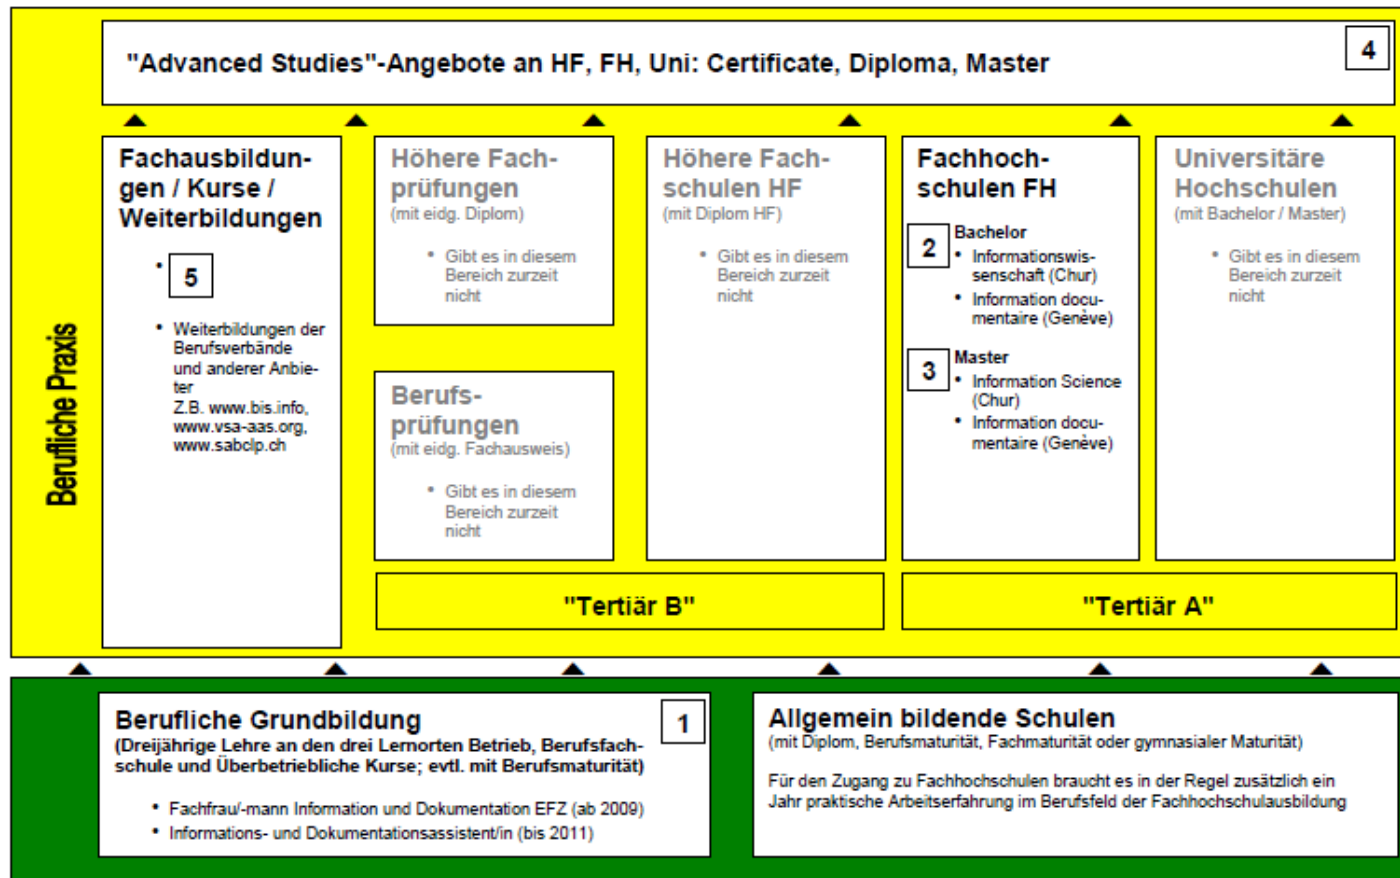 "Advanced Studies"-Angebote an HF, FH, Uni: Certificate, Diploma, Master
4
Berufliche Praxis
Fachausbildun-
gen / Kurse /
Weiterbildungen
• 5
• Weiterbildungen der
Berufsverbände
und anderer Anbie-
ter
Z.B. www.bis.info,
www.vsa-aas.org,
www.sabclp.ch
Höhere Fach-
prüfungen
(mit eidg. Diplom)
• Gibt es in diesem
Bereich zurzeit
nicht
Berufs-
prüfungen
(mit eidg. Fachausweis)
• Gibt es in diesem
Bereich zurzeit
nicht
Höhere Fach-
schulen HF
(mit Diplom HF)
• Gibt es in diesem
Bereich zurzeit
nicht
"Tertiär B"
Fachhoch-
schulen FH
2 Bachelor
• Informationswis-
senschaft (Chur)
• Information docu-
mentaire (Genève)
3 Master
• Information Science
(Chur)
• Information docu-
mentaire (Genève)
Universitäre
Hochschulen
(mit Bachelor / Master)
• Gibt es in diesem
Bereich zurzeit
nicht
"Tertiär A"
Berufliche Grundbildung
1
(Dreijährige Lehre an den drei Lernorten Betrieb, Berufsfach-
schule und Überbetriebliche Kurse; evtl. mit Berufsmaturität)
• Fachfrau/-mann Information und Dokumentation EFZ (ab 2009)
• Informations- und Dokumentationsassistent/in (bis 2011)
Allgemein bildende Schulen
(mit Diplom, Berufsmaturität, Fachmaturität oder gymnasialer Maturität)
Für den Zugang zu Fachhochschulen braucht es in der Regel zusätzlich ein
Jahr praktische Arbeitserfahrung im Berufsfeld der Fachhochschulausbildung